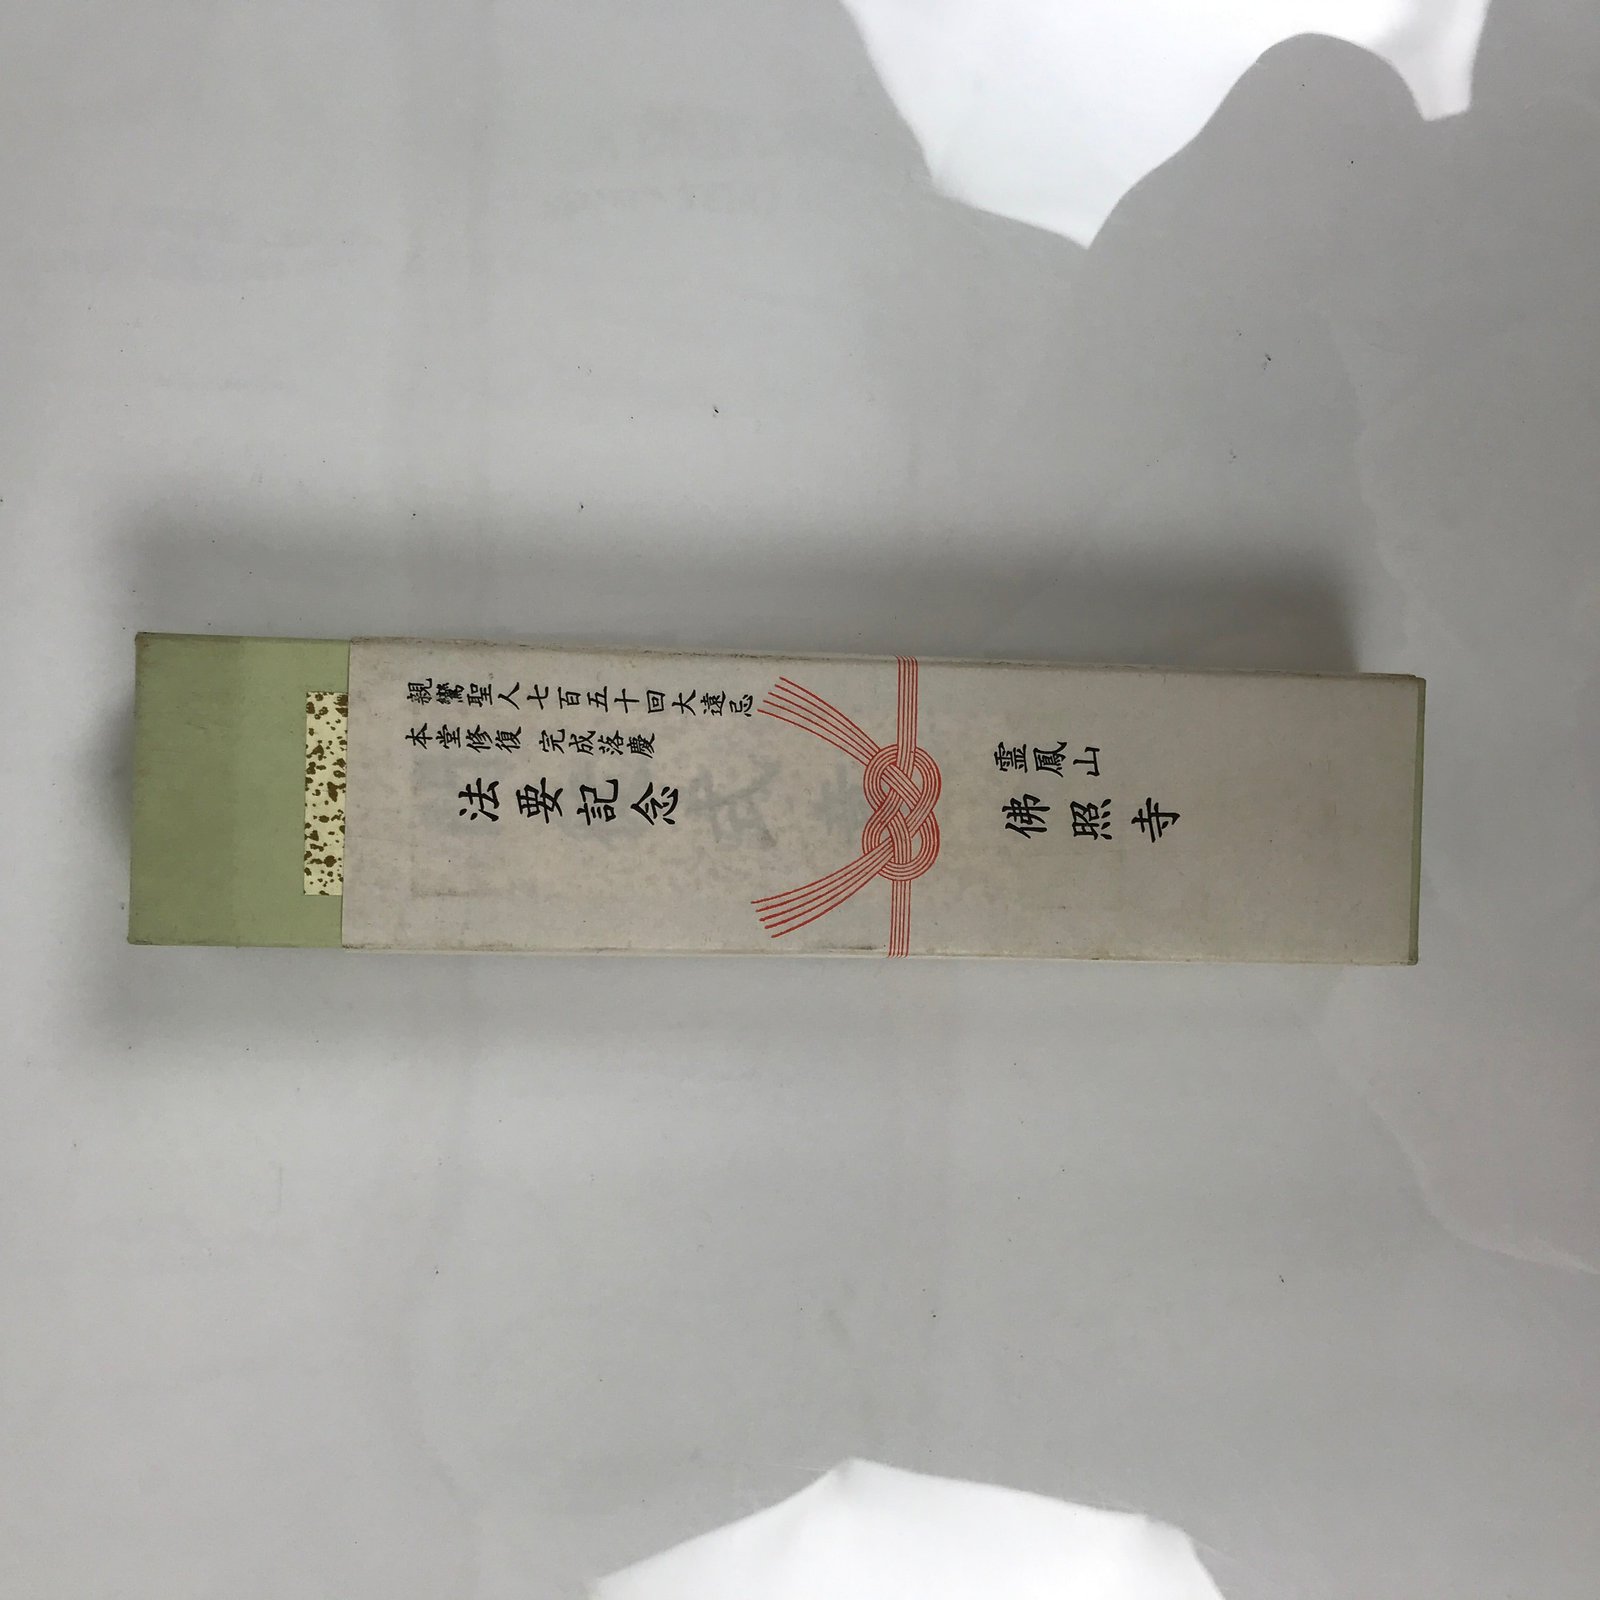 親鸞聖人七百五十回大遠忌
本堂修復 完成落慶
法要記念
霊鳳山
佛照寺